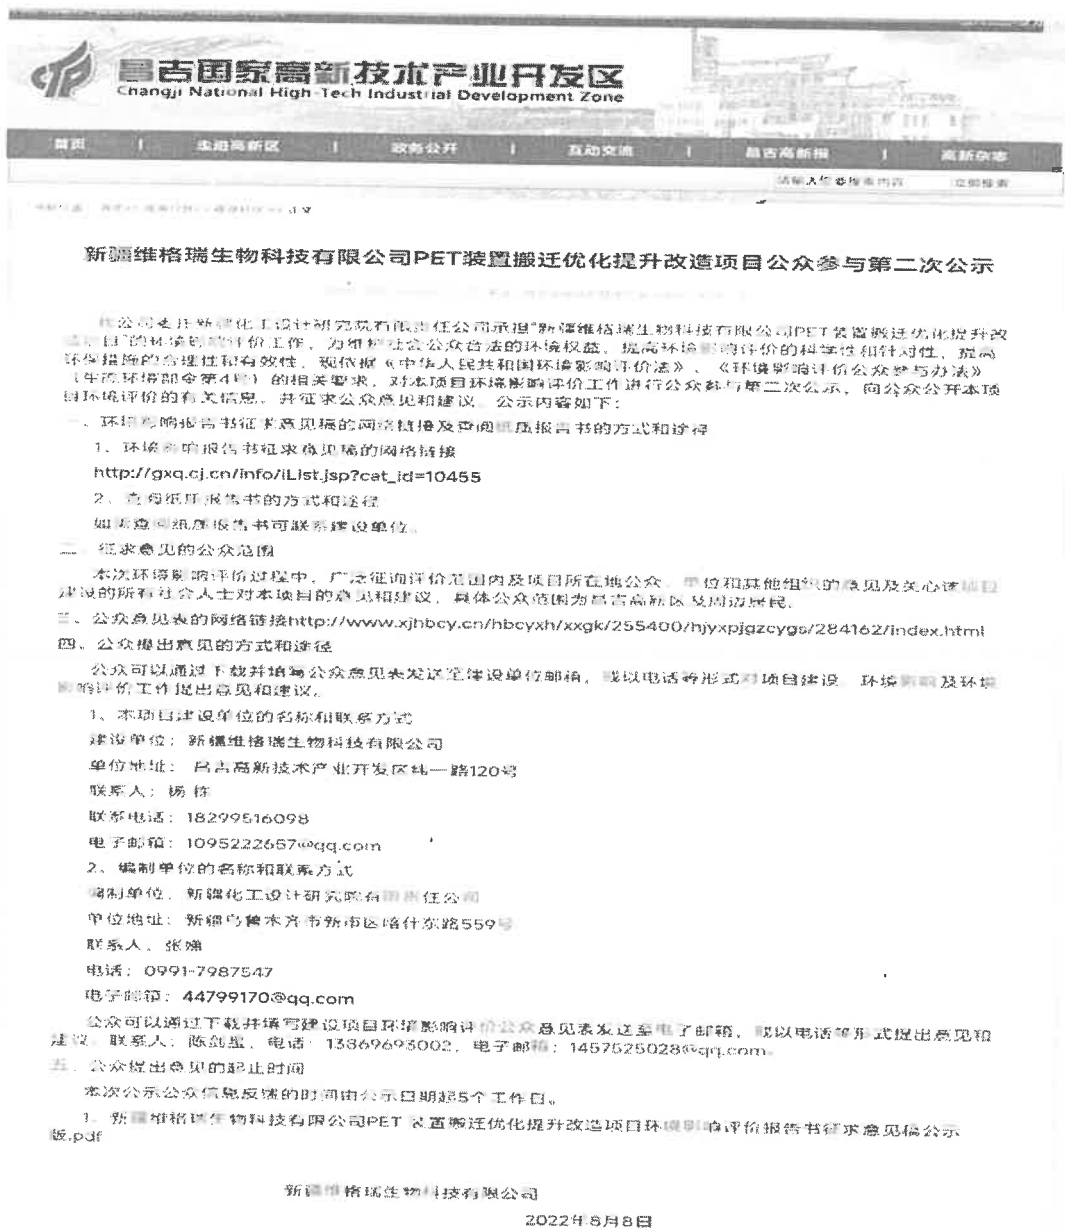 昌吉国家高新技术产业开发区
Changji National High-Tech Industrial Development Zone
首页 走进高新区 政务公开 互动交流 昌吉高新报 高新杂志
请输入你要搜索内容 立即搜索
正文
新疆维格瑞生物科技有限公司PET装置搬迁优化提升改造项目公众参与第二次公示
我公司委托新疆化工设计研究院有限责任公司承担“新疆维格瑞生物科技有限公司PET装置搬迁优化提升改
造项目”的环境影响评价工作，为维护社会公众合法的环境权益，提高环境影响评价的科学性和针对性，提高
环保措施的合理性和有效性，现依据《中华人民共和国环境影响评价法》、《环境影响评价公众参与办法》
（生态环境部令第4号）的相关要求，对本项目环境影响评价工作进行公众参与第二次公示，向公众公开本项
目环境评价的有关信息，并征求公众意见和建议。公示内容如下：
一、环境影响报告书征求意见稿的网络链接及查阅纸质报告书的方式和途径
1、环境影响报告书征求意见稿的网络链接
http://gxq.cj.cn/info/iList.jsp?cat_id=10455
2、查阅纸质报告书的方式和途径
如需查阅纸质报告书可联系建设单位。
二、征求意见的公众范围
本次环境影响评价过程中，广泛征询评价范围内及项目所在地公众、单位和其他组织的意见及关心该项目
建设的所有社会人士对本项目的意见和建议，具体公众范围为昌吉高新区及周边居民。
三、公众意见表的网络链接http://www.xjhbcy.cn/hbcyxh/xxgk/255400/hjyxpjgzcygs/284162/index.html
四、公众提出意见的方式和途径
公众可以通过下载并填写公众意见表发送至建设单位邮箱，或以电话等形式对项目建设、环境影响及环境
影响评价工作提出意见和建议。
1、本项目建设单位的名称和联系方式
建设单位：新疆维格瑞生物科技有限公司
单位地址： 昌吉高新技术产业开发区纬一路120号
联系人：杨栋
联系电话：18299516098
电子邮箱：1095222657@qq.com
2、编制单位的名称和联系方式
编制单位：新疆化工设计研究院有限责任公司
单位地址：新疆乌鲁木齐市新市区喀什东路559号
联系人：张娣
电话：0991-7987547
电子邮箱：44799170@qq.com
公众可以通过下载并填写建设项目环境影响评价公众意见表发送至电子邮箱，或以电话等形式提出意见和
建议。联系人：陈剑星，电话：13869693002，电子邮箱：1457525028@qq.com。
五、公众提出意见的起止时间
本次公示公众信息反馈的时间由公示日期起5个工作日。
1、新疆维格瑞生物科技有限公司PET装置搬迁优化提升改造项目环境影响评价报告书征求意见稿公示
版.pdf
新疆维格瑞生物科技有限公司
2022年8月8日